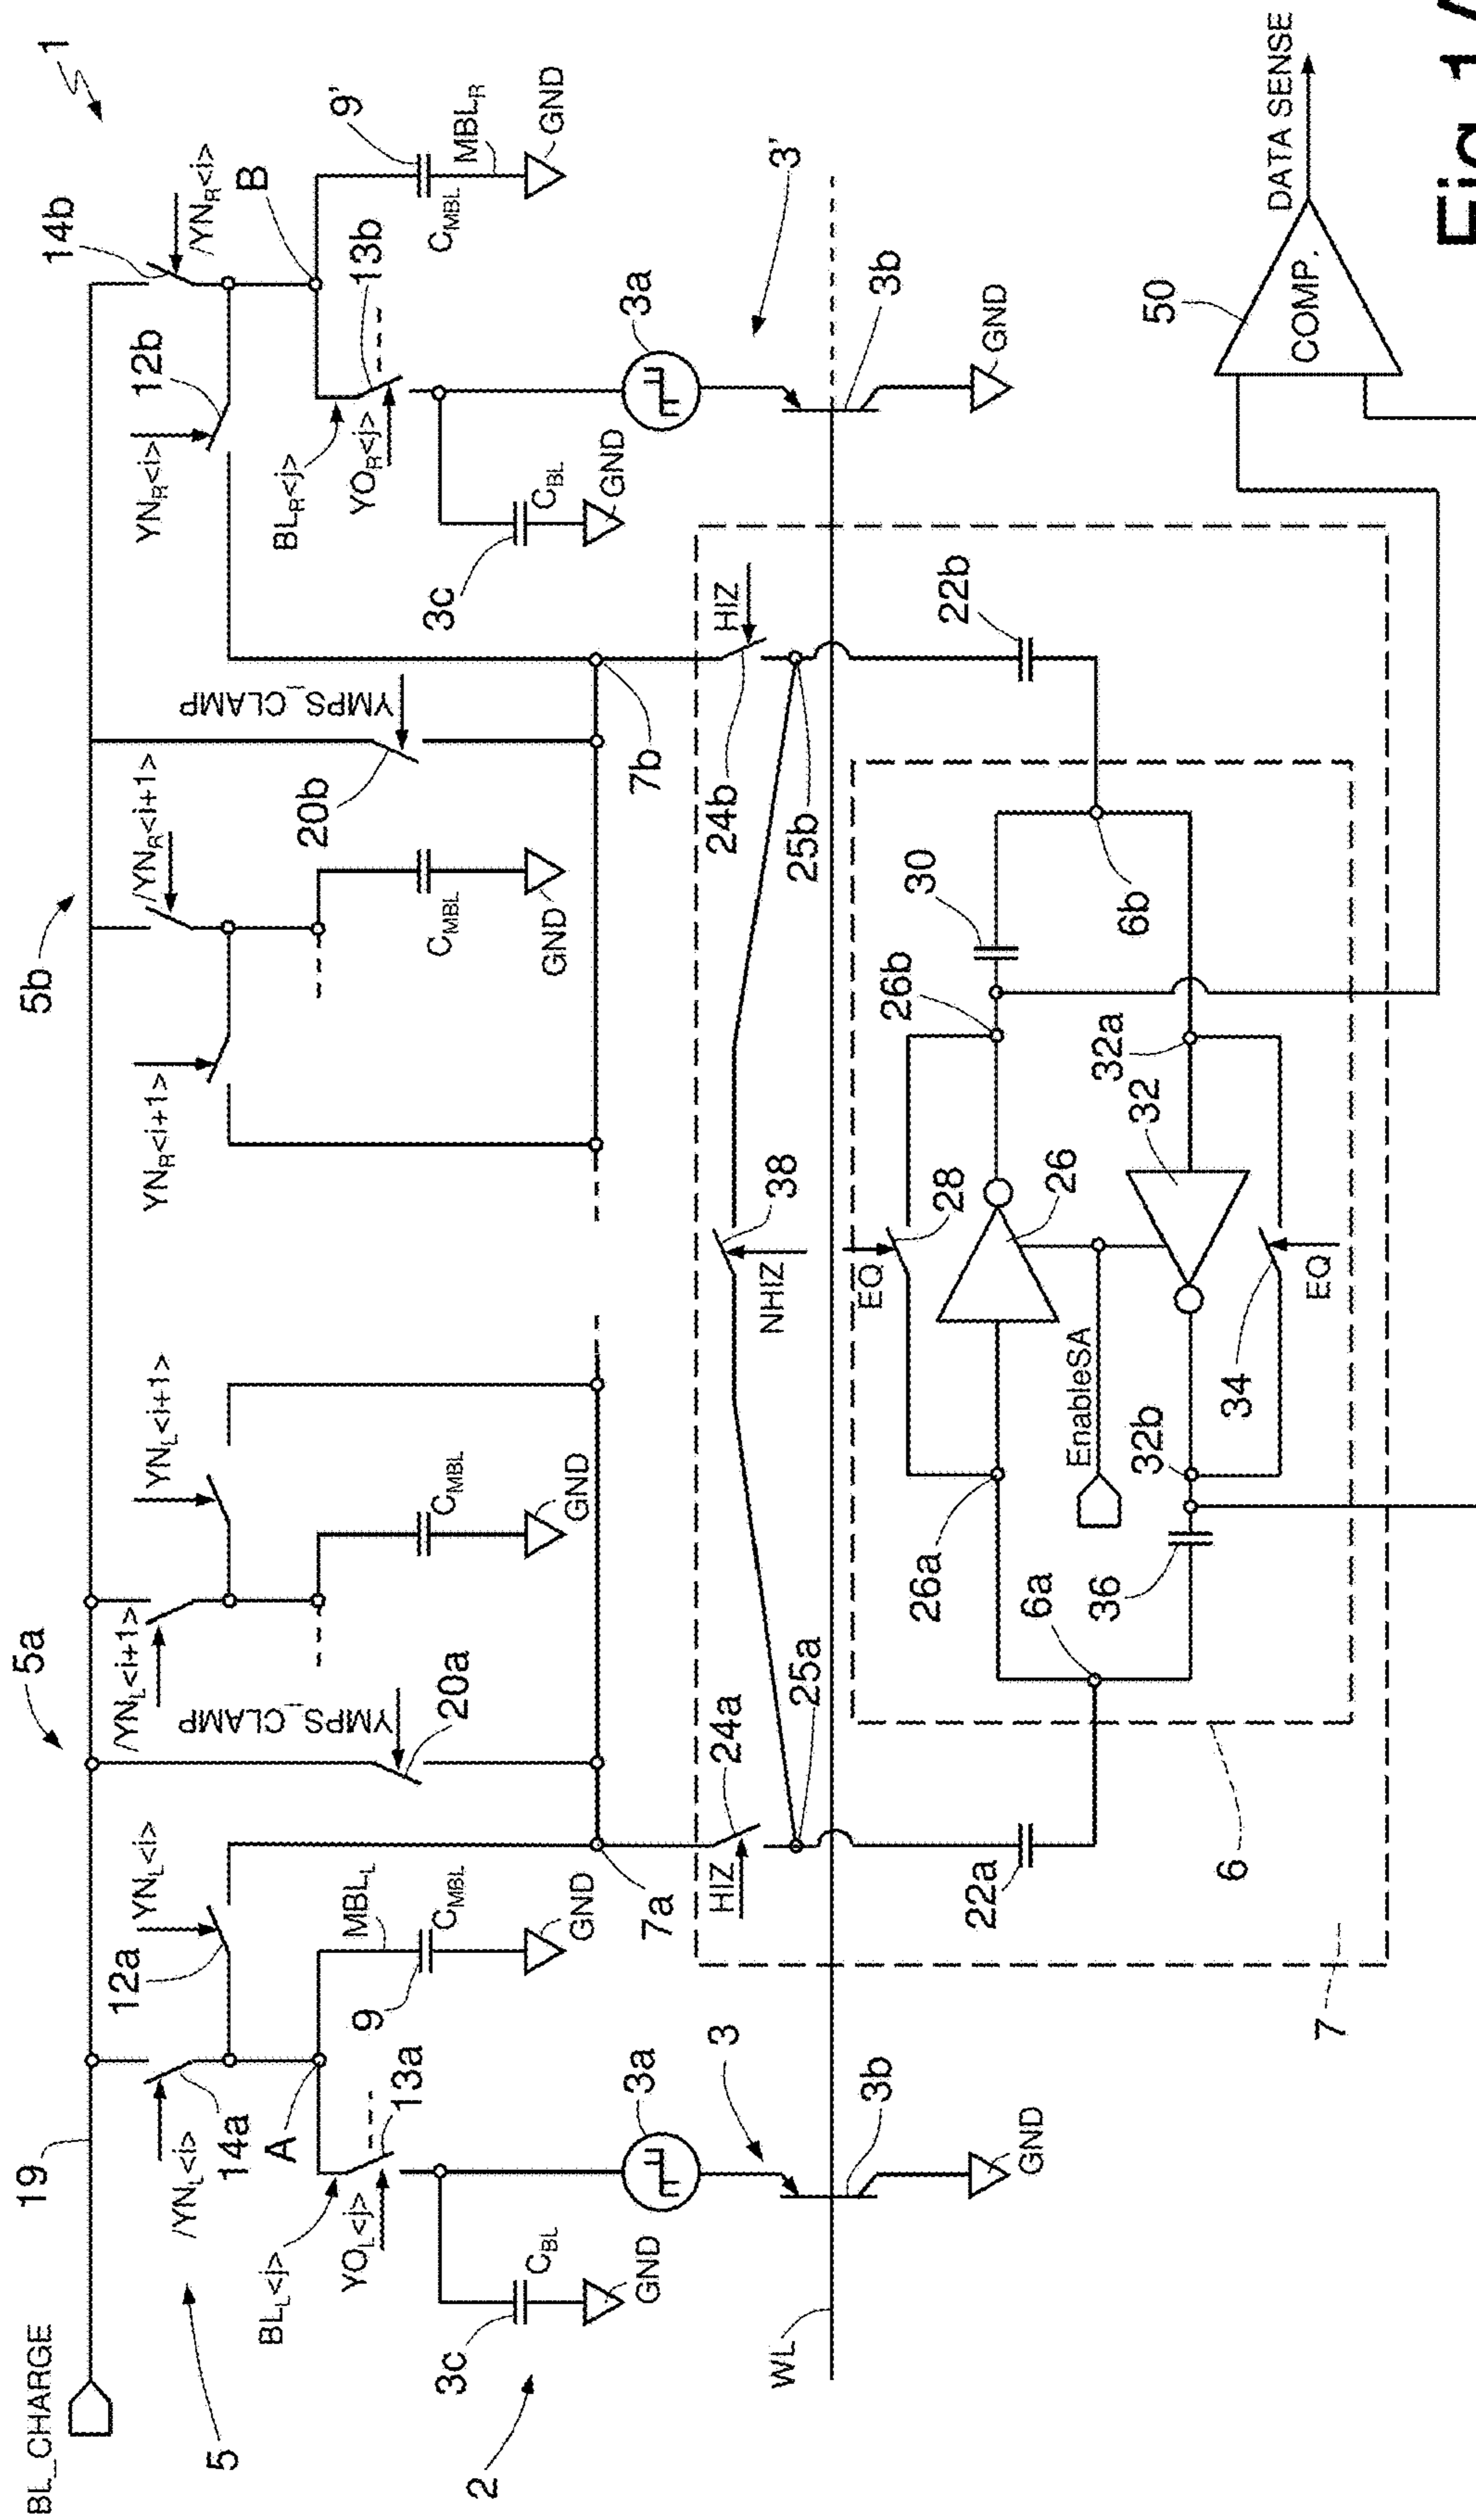 BL_CHARGE
19
5
5a
5b
1
/YN_L<i>
14a
12a
YN_L<i>
/YN_L<i+1>
YN_L<i+1>
YMPS_CLAMP
20a
YN_R<i+1>
/YN_R<i+1>
YMPS_CLAMP
20b
YN_R<i>
12b
14b
/YN_R<i>
A
B
BL_L<j>
YO_L<j>
13a
MBL_L
9
C_MBL
GND
C_MBL
GND
C_MBL
GND
BL_R<j>
YO_R<j>
13b
9'
C_MBL
MBL_R
GND
2
3c
C_BL
GND
3a
3
3b
GND
WL
7a
7b
3c
C_BL
GND
3a
3'
3b
GND
HIZ
24a
25a
NHIZ
38
24b
HIZ
25b
22a
22b
EQ
28
26
26a
26b
30
6a
6b
EnableSA
32
32a
32b
34
EQ
36
6
7
50
COMP.
DATA SENSE